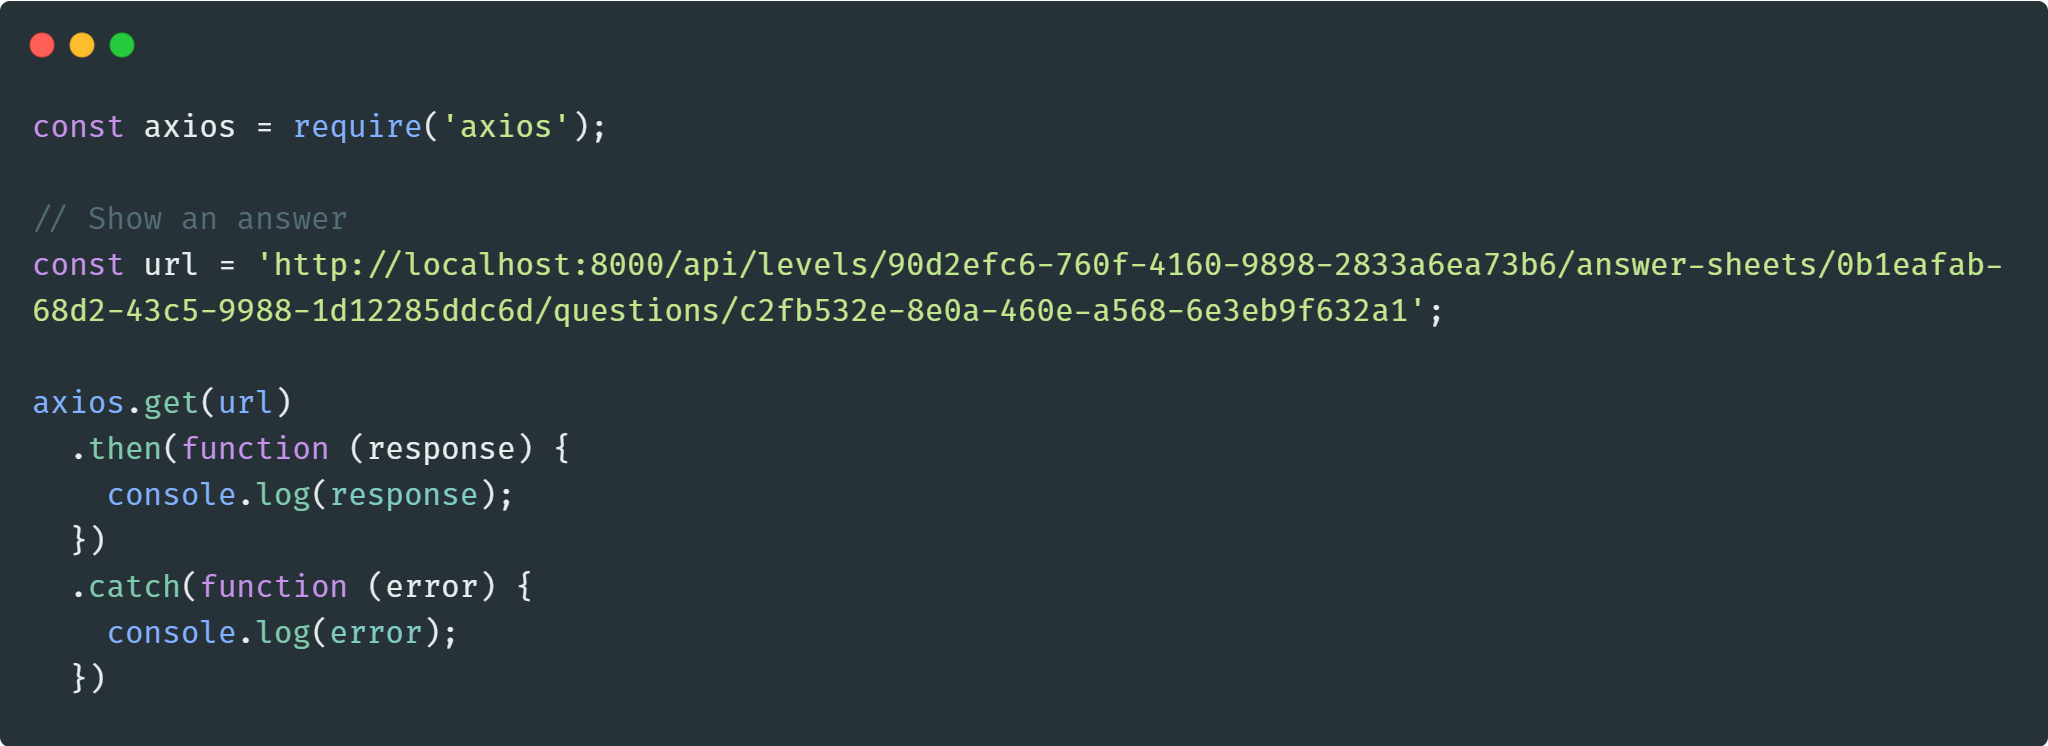 const axios = require('axios');
// Show an answer
const url = 'http://localhost:8000/api/levels/90d2efc6-760f-4160-9898-2833a6ea73b6/answer-sheets/0b1eafab-
68d2-43c5-9988-1d12285ddc6d/questions/c2fb532e-8e0a-460e-a568-6e3eb9f632a1';
axios.get(url)
  .then(function (response) {
    console.log(response);
  })
  .catch(function (error) {
    console.log(error);
  })